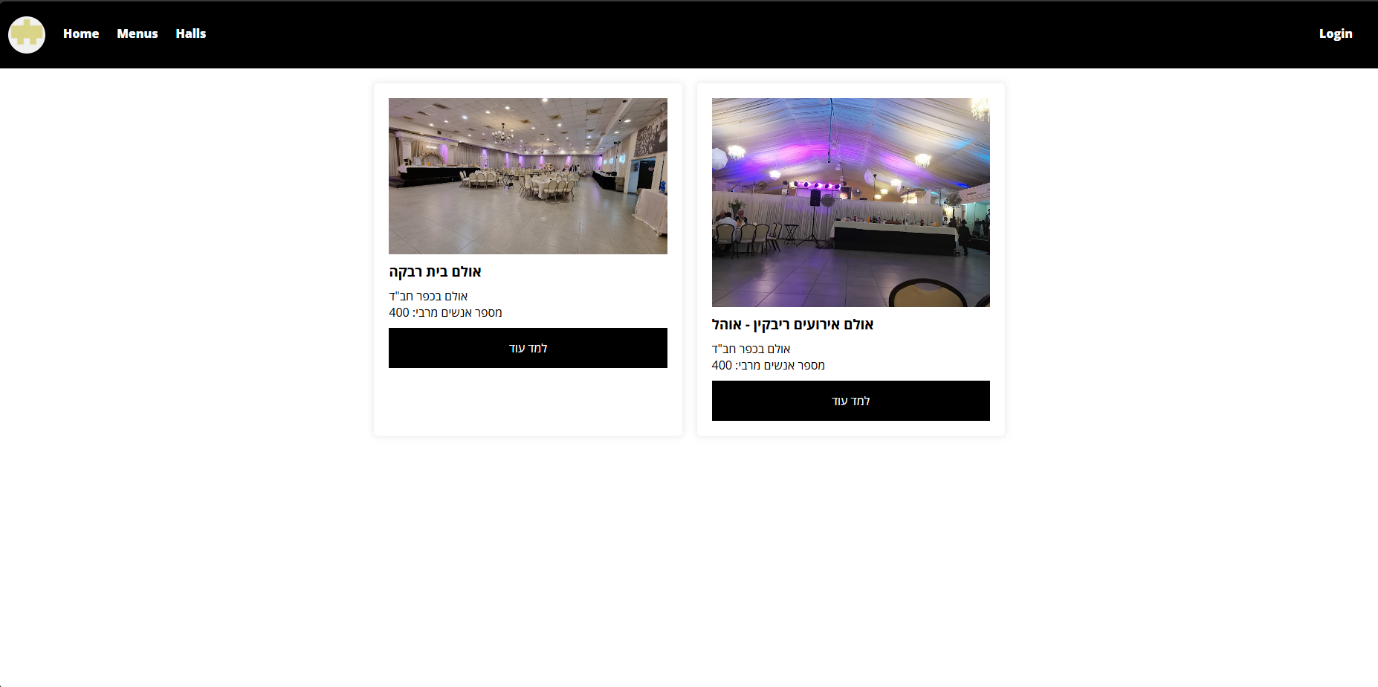 Home
Menus
Halls
Login
אולם בית רבקה
אולם בכפר חב"ד
מספר אנשים מרבי: 400
למד עוד
אולם אירועים ריבקין - אוהל
אולם בכפר חב"ד
מספר אנשים מרבי: 400
למד עוד